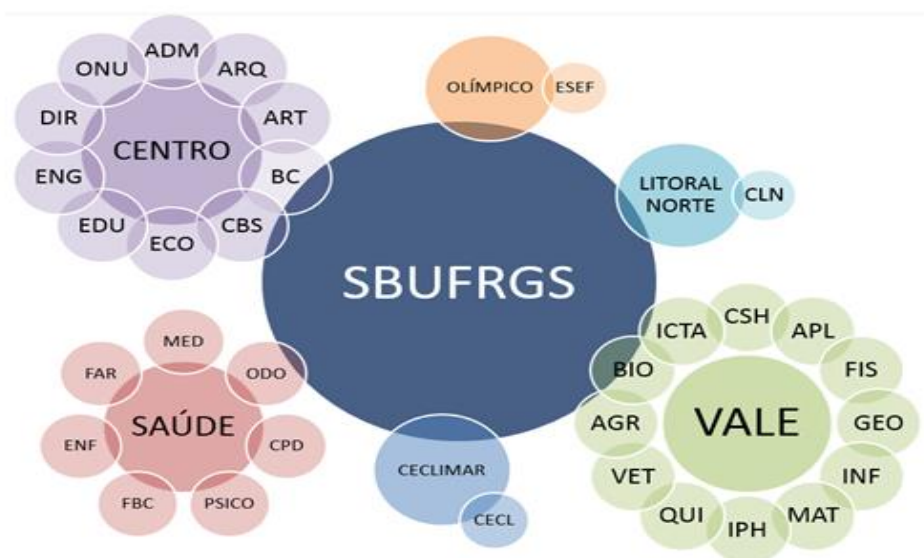 ADM
ONU
ARQ
DIR
ART
CENTRO
ENG
BC
EDU
CBS
ECO
OLÍMPICO
ESEF
LITORAL
NORTE
CLN
SBUFRGS
MED
FAR
ODO
SAÚDE
ENF
CPD
FBC
PSICO
CECLIMAR
CECL
CSH
ICTA
APL
BIO
FIS
AGR
VALE
GEO
VET
INF
QUI
MAT
IPH